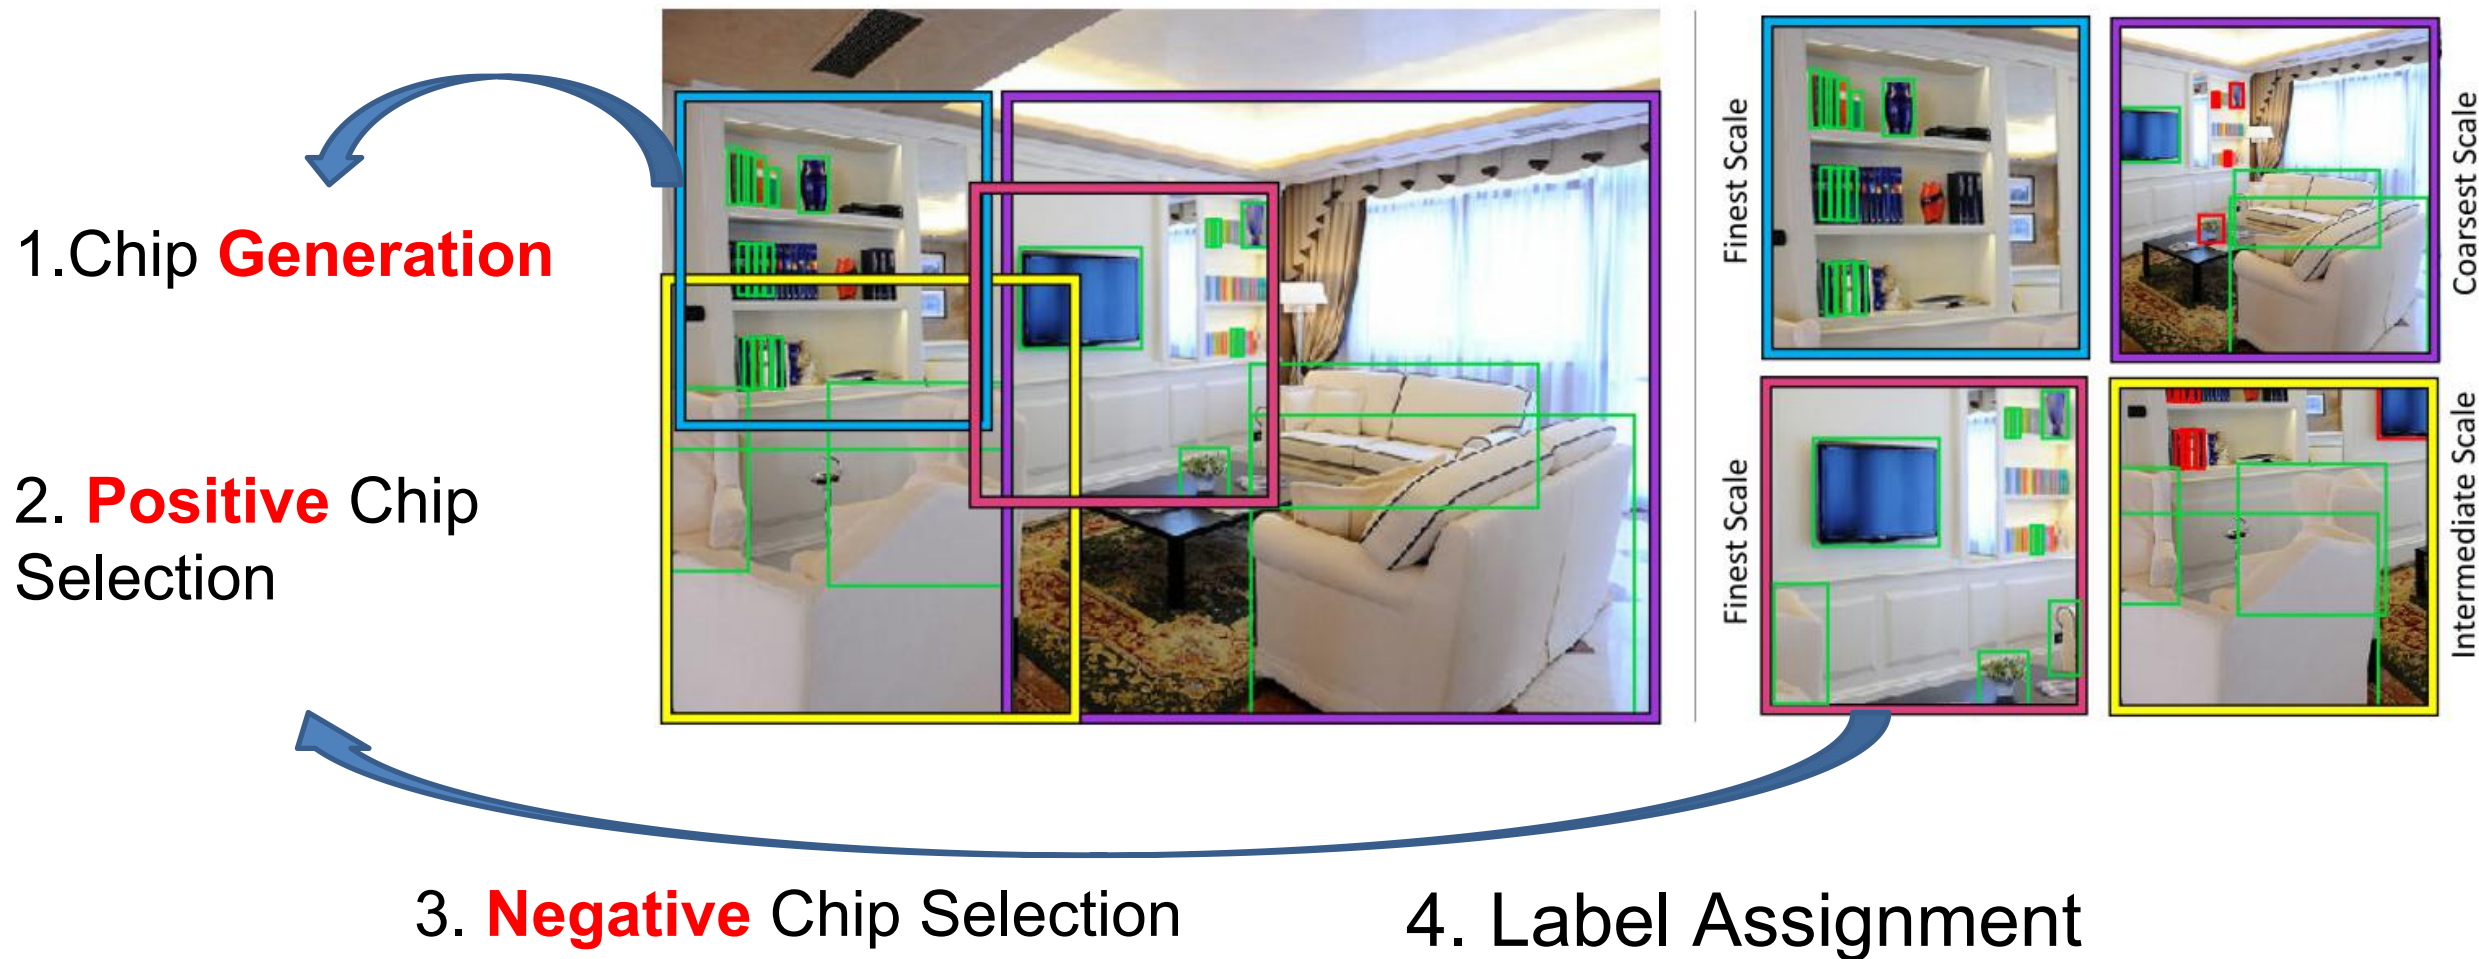 1.Chip Generation
2. Positive Chip
Selection
3. Negative Chip Selection
4. Label Assignment
Finest Scale
Coarsest Scale
Finest Scale
Intermediate Scale